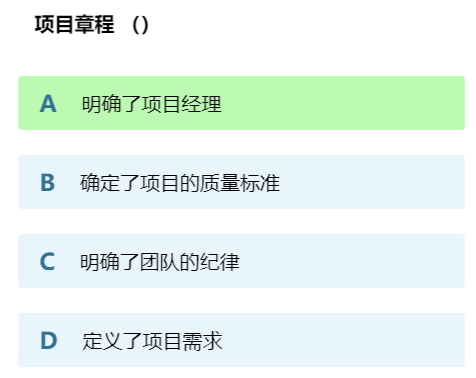 项目章程 （）
A 明确了项目经理
B 确定了项目的质量标准
C 明确了团队的纪律
D 定义了项目需求